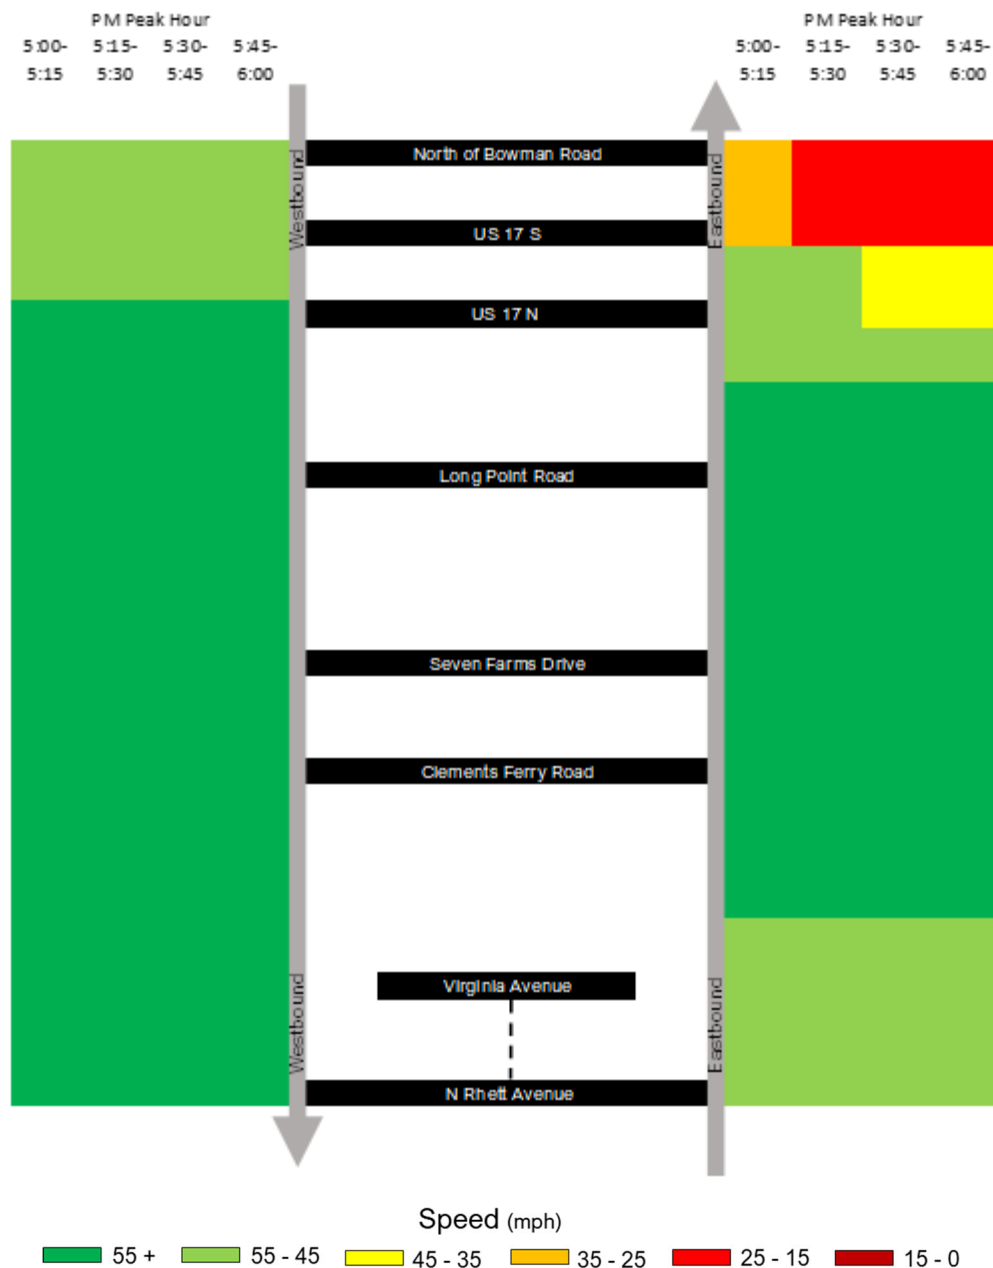 PM Peak Hour
5:00- 5:15- 5:30- 5:45-
5:15 5:30 5:45 6:00
PM Peak Hour
5:00- 5:15- 5:30- 5:45-
5:15 5:30 5:45 6:00
Westbound
Eastbound
North of Bowman Road
US 17 S
US 17 N
Long Point Road
Seven Farms Drive
Clements Ferry Road
Westbound
Eastbound
Virginia Avenue
N Rhett Avenue
Speed (mph)
55 + 55 - 45 45 - 35 35 - 25 25 - 15 15 - 0